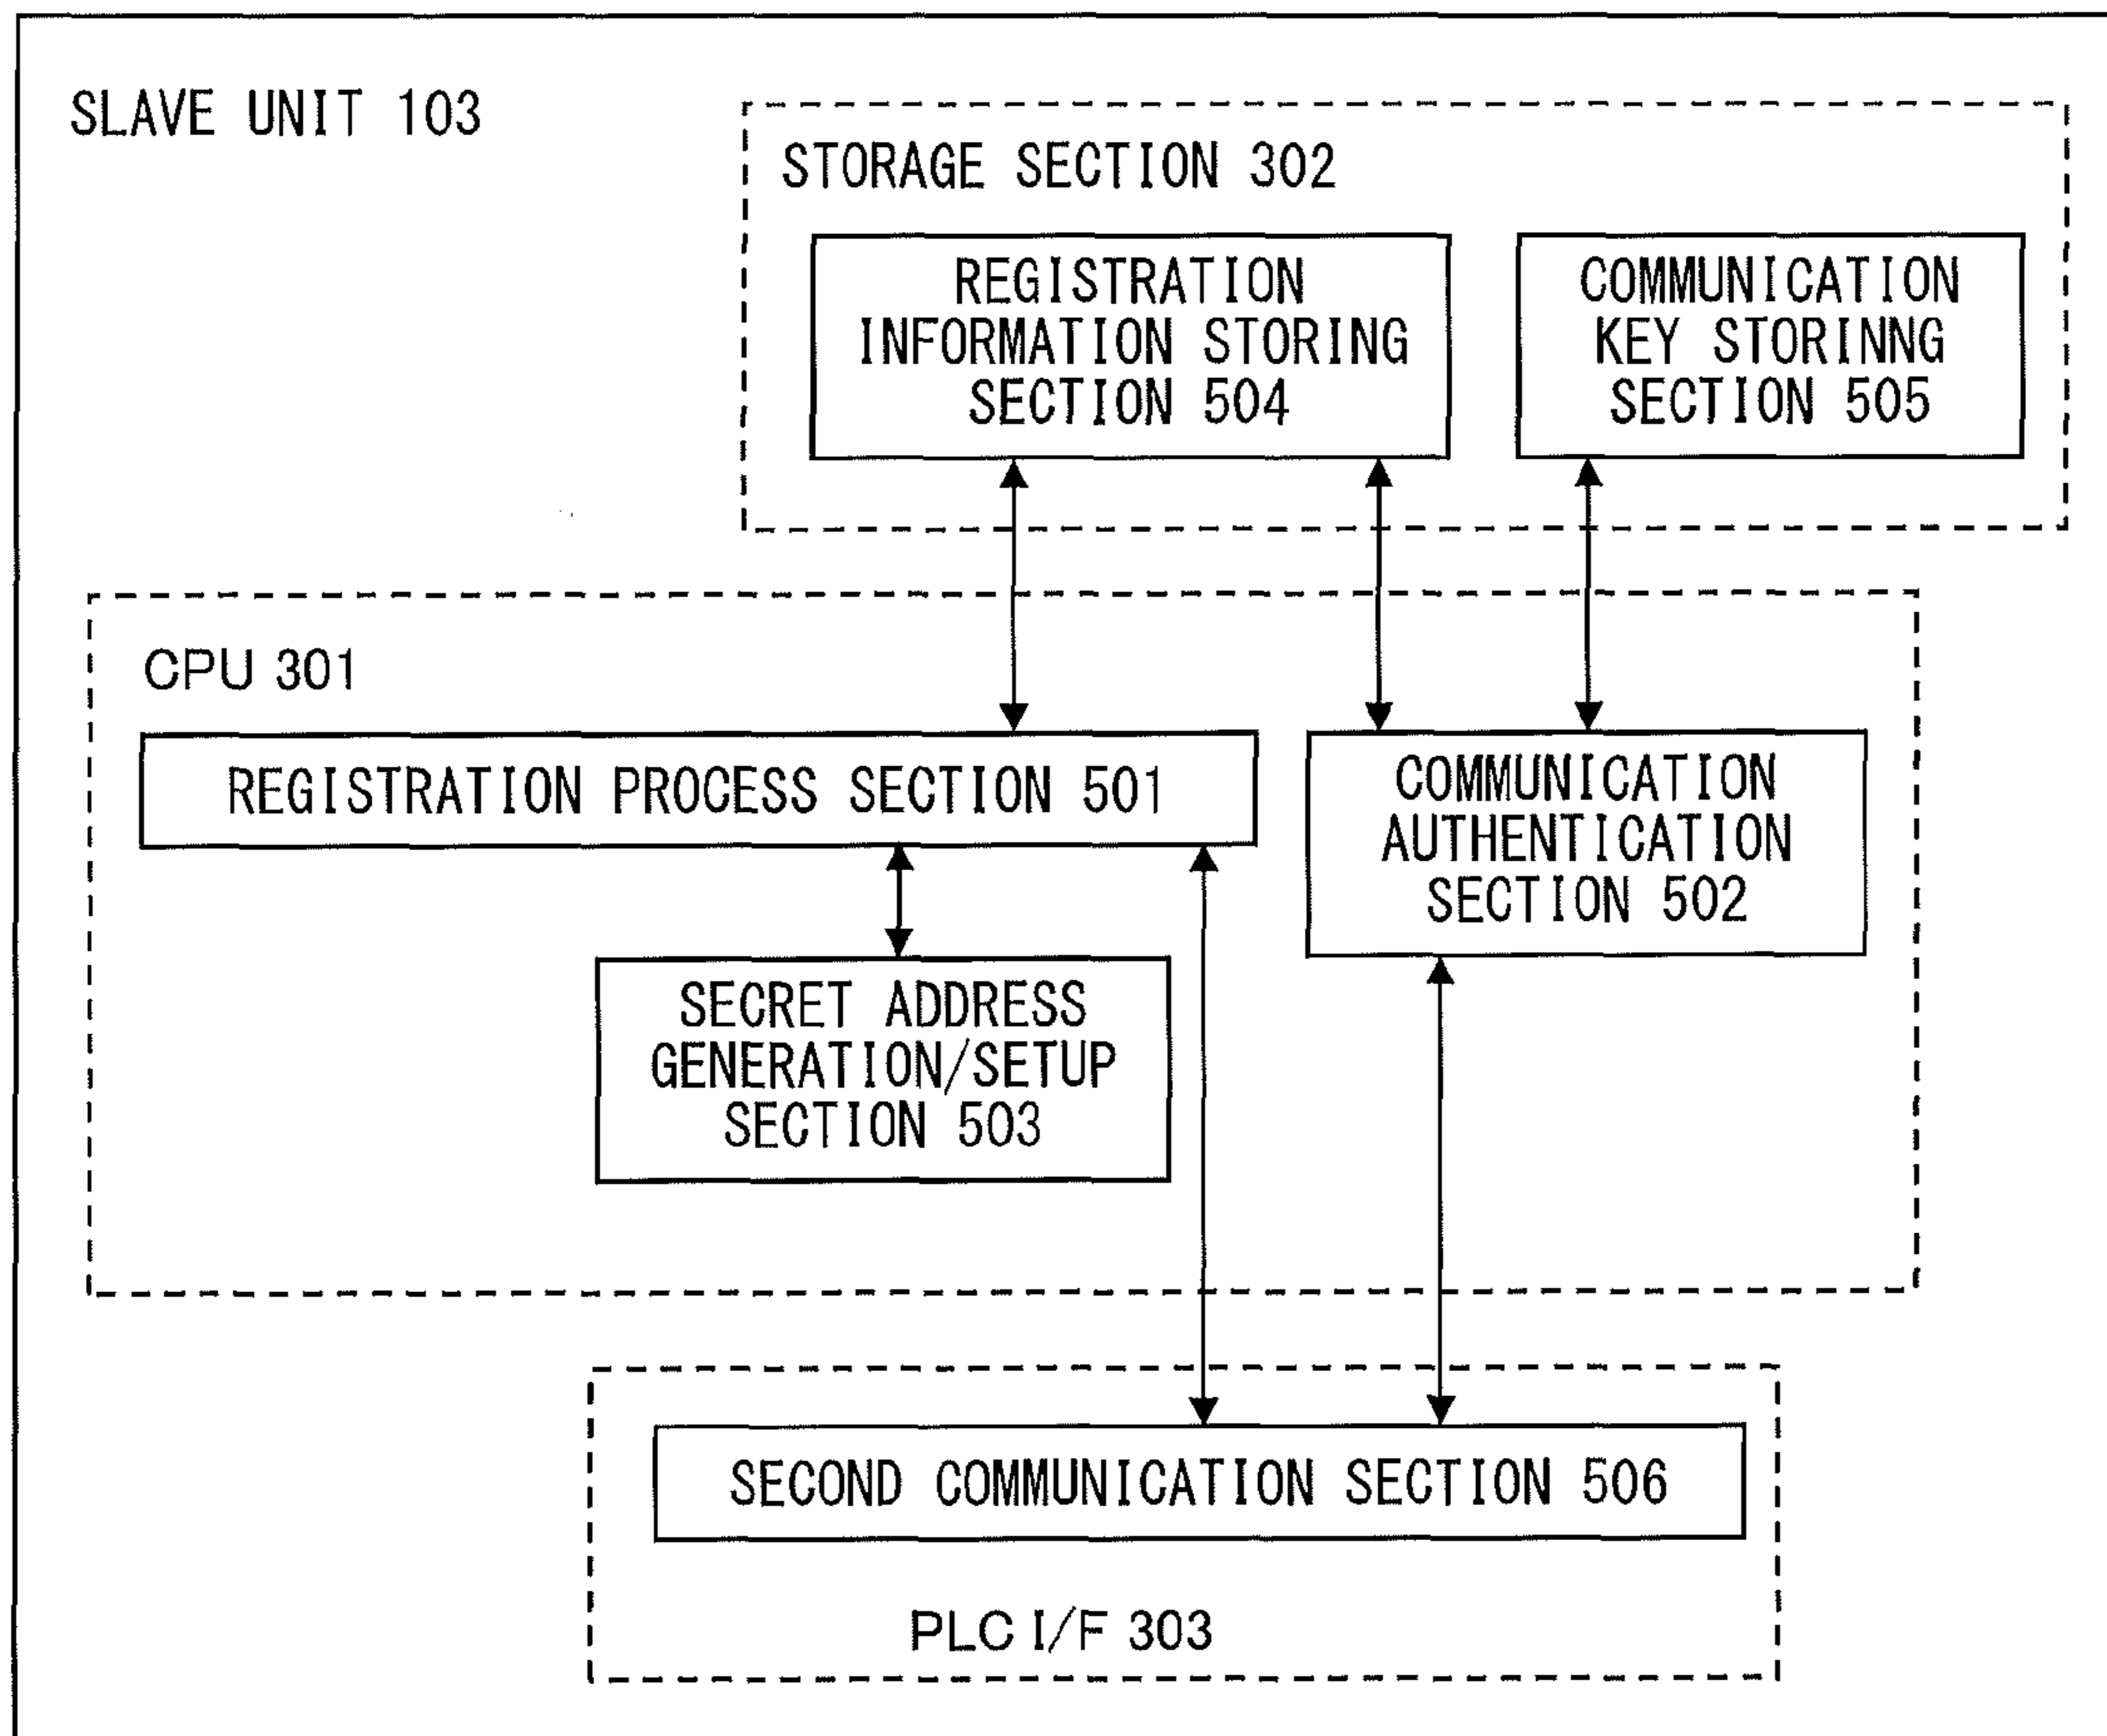 SLAVE UNIT 103
STORAGE SECTION 302
REGISTRATION
INFORMATION STORING
SECTION 504
COMMUNICATION
KEY STORINNG
SECTION 505
CPU 301
REGISTRATION PROCESS SECTION 501
COMMUNICATION
AUTHENTICATION
SECTION 502
SECRET ADDRESS
GENERATION/SETUP
SECTION 503
SECOND COMMUNICATION SECTION 506
PLC I/F 303